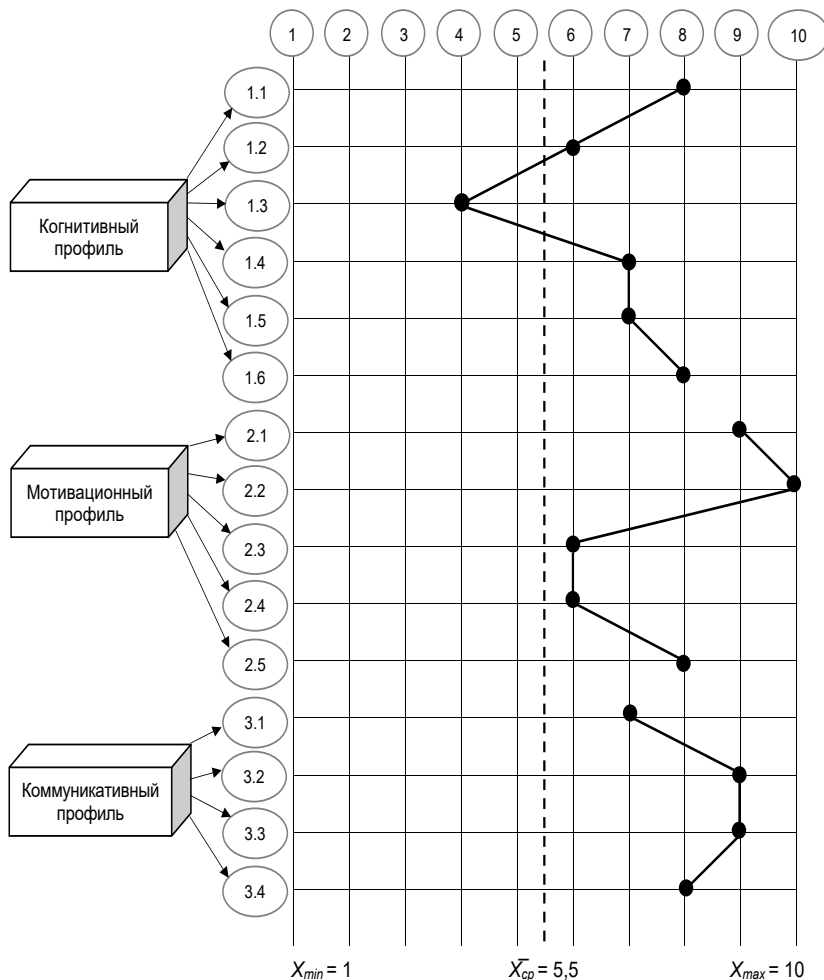 1 2 3 4 5 6 7 8 9 10
1.1
1.2
1.3
1.4
1.5
1.6
Когнитивный
профиль
2.1
2.2
2.3
2.4
2.5
Мотивационный
профиль
3.1
3.2
3.3
3.4
Коммуникативный
профиль
X̅min = 1 X̅ср = 5,5 Xmax = 10